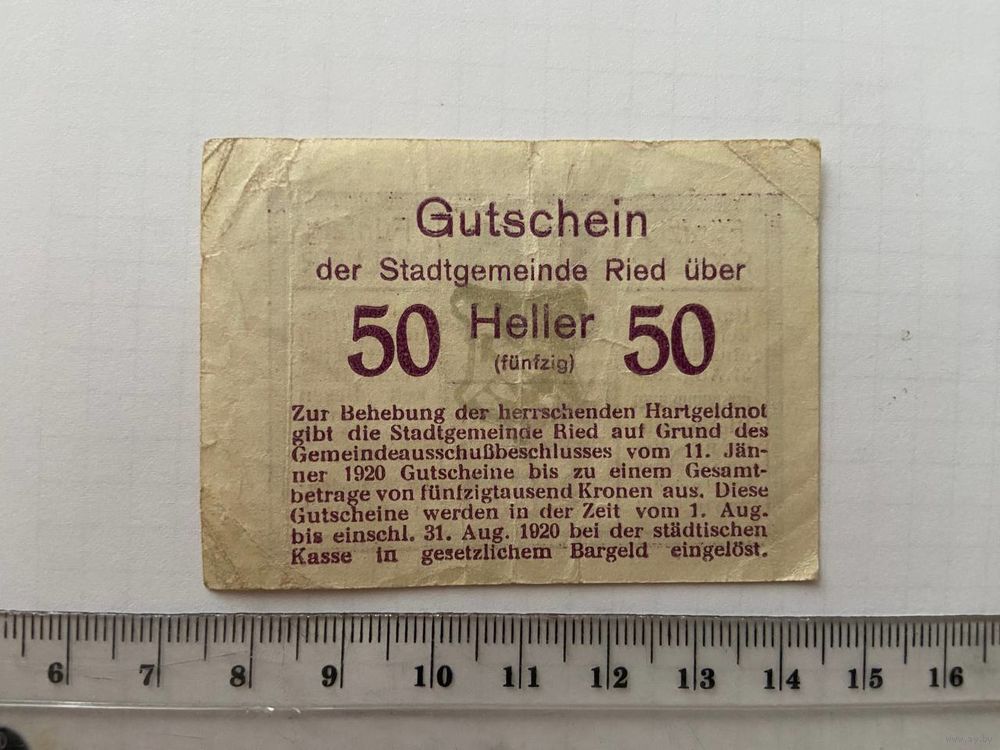 Gutschein
der Stadtgemeinde Ried über
50 Heller 50
(fünfzig)
Zur Behebung der herrschenden Hartgeldnot
gibt die Stadtgemeinde Ried auf Grund des
Gemeindeausschußbeschlusses vom 11. Jän-
ner 1920 Gutscheine bis zu einem Gesamt-
betrage von fünfzigtausend Kronen aus. Diese
Gutscheine werden in der Zeit vom 1. Aug.
bis einschl. 31. Aug. 1920 bei der städtischen
Kasse in gesetzlichem Bargeld eingelöst.
6 7 8 9 10 11 12 13 14 15 16
www.ay.by